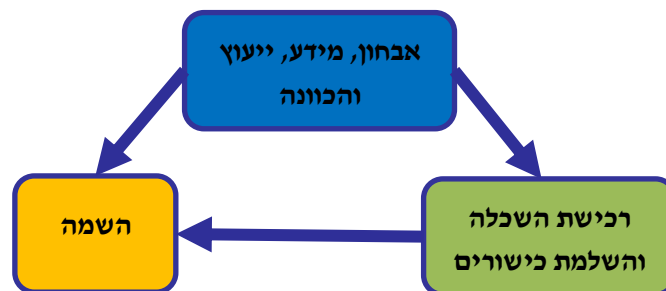 אבחון, מידע, ייעוץ
והכוונה
רכישת השכלה
והשלמת כישורים
השמה